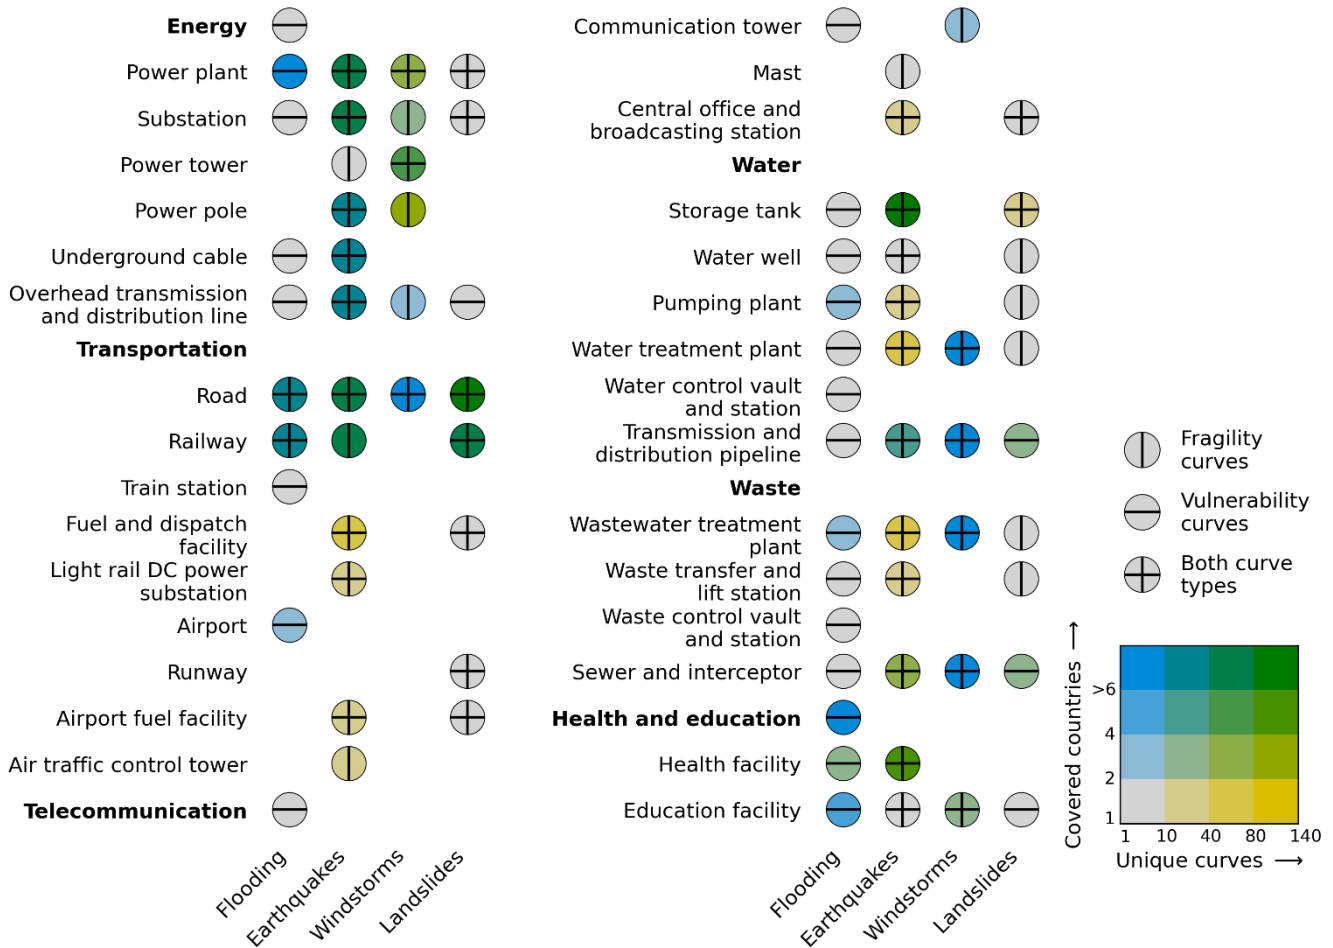 Energy
Power plant
Substation
Power tower
Power pole
Underground cable
Overhead transmission
and distribution line
Transportation
Road
Railway
Train station
Fuel and dispatch
facility
Light rail DC power
substation
Airport
Runway
Airport fuel facility
Air traffic control tower
Telecommunication
Flooding
Earthquakes
Windstorms
Landslides
Communication tower
Mast
Central office and
broadcasting station
Water
Storage tank
Water well
Pumping plant
Water treatment plant
Water control vault
and station
Transmission and
distribution pipeline
Waste
Wastewater treatment
plant
Waste transfer and
lift station
Waste control vault
and station
Sewer and interceptor
Health and education
Health facility
Education facility
Flooding
Earthquakes
Windstorms
Landslides
Fragility
curves
Vulnerability
curves
Both curve
types
Covered countries →
>6
4
2
1
1 10 40 80 140
Unique curves →